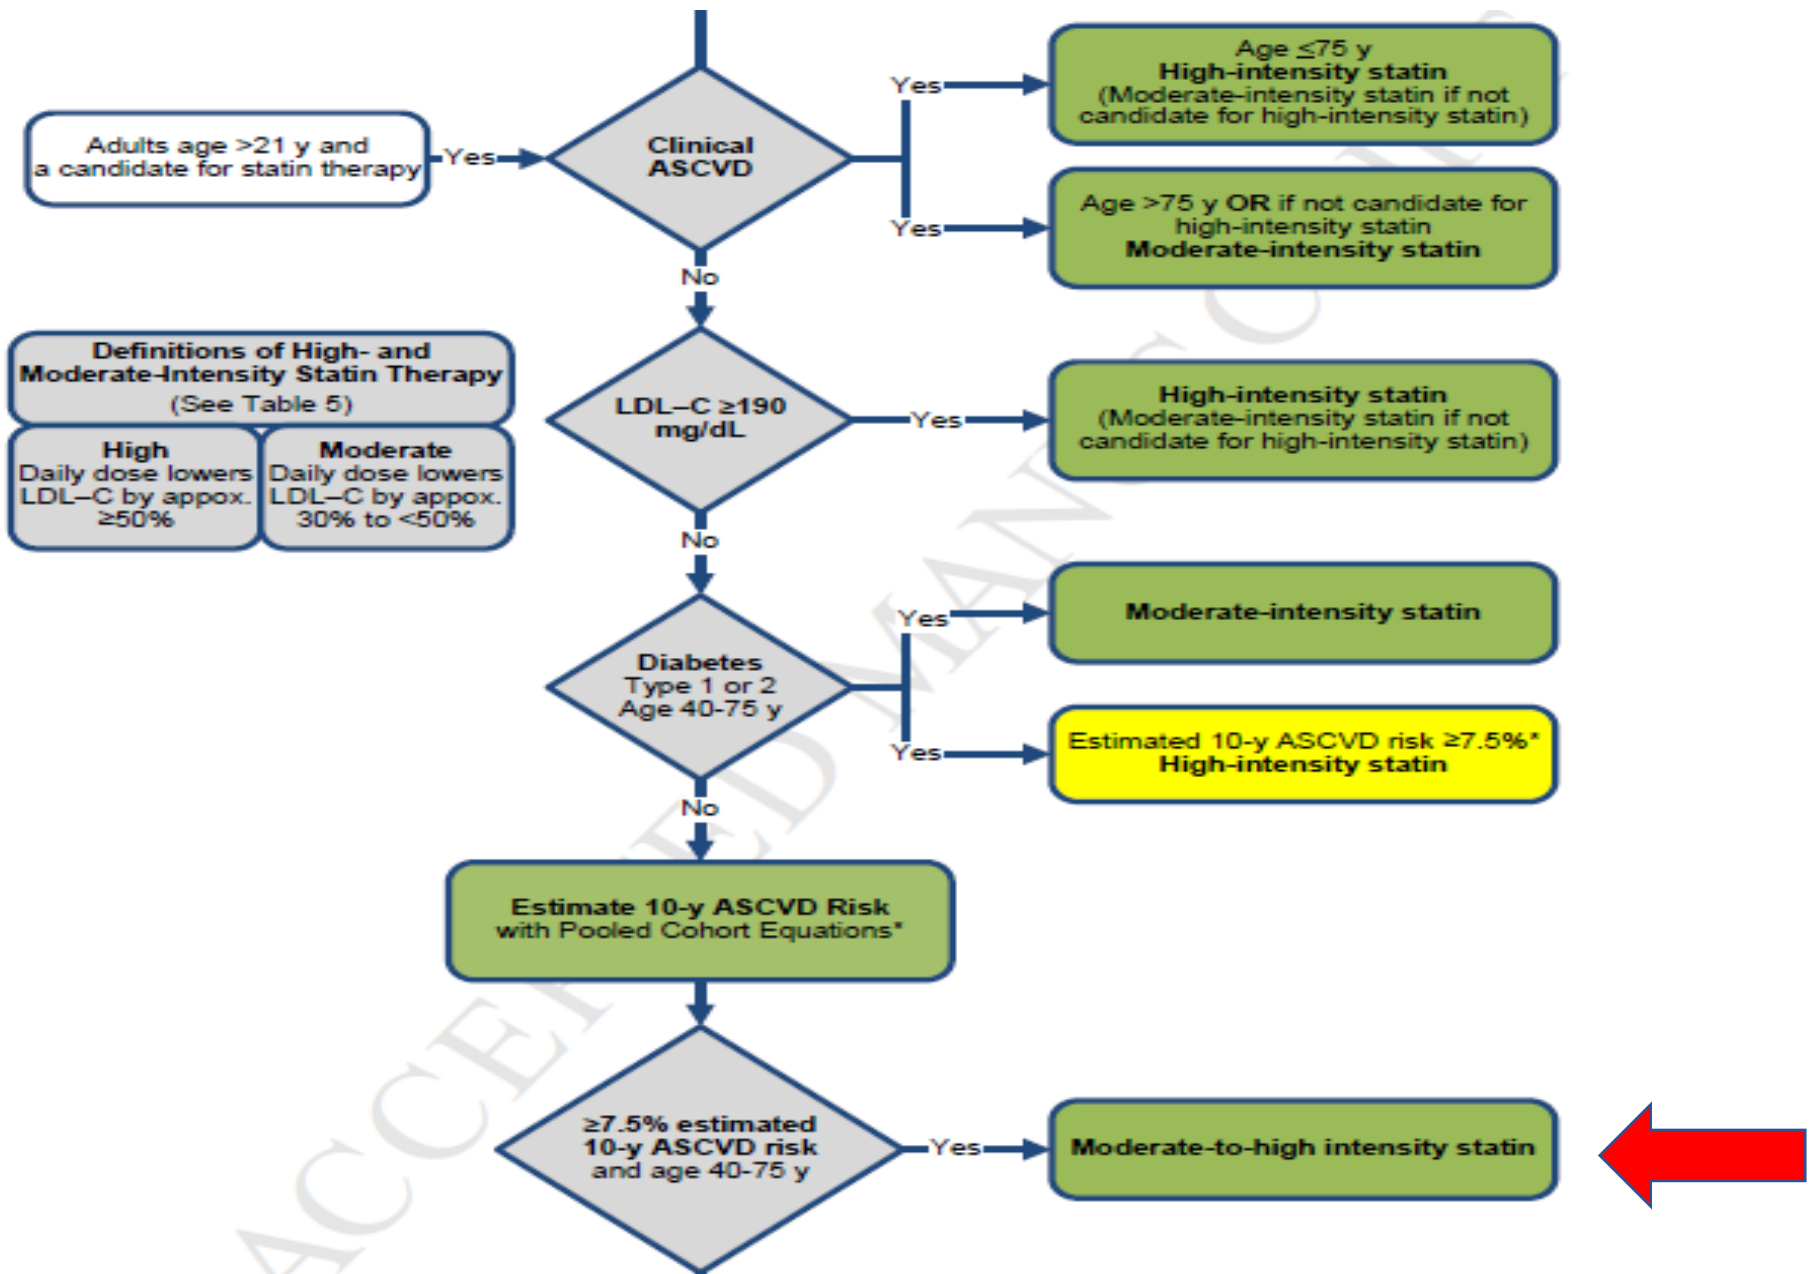 Adults age >21 y and
a candidate for statin therapy
Yes
Clinical
ASCVD
Yes
Age ≤75 y
High-intensity statin
(Moderate-intensity statin if not
candidate for high-intensity statin)
Yes
Age >75 y OR if not candidate for
high-intensity statin
Moderate-intensity statin
No
Definitions of High- and
Moderate-Intensity Statin Therapy
(See Table 5)
High
Daily dose lowers
LDL–C by appox.
≥50%
Moderate
Daily dose lowers
LDL–C by appox.
30% to <50%
LDL–C ≥190
mg/dL
Yes
High-intensity statin
(Moderate-intensity statin if not
candidate for high-intensity statin)
No
Diabetes
Type 1 or 2
Age 40-75 y
Yes
Moderate-intensity statin
Yes
Estimated 10-y ASCVD risk ≥7.5%*
High-intensity statin
No
Estimate 10-y ASCVD Risk
with Pooled Cohort Equations*
≥7.5% estimated
10-y ASCVD risk
and age 40-75 y
Yes
Moderate-to-high intensity statin